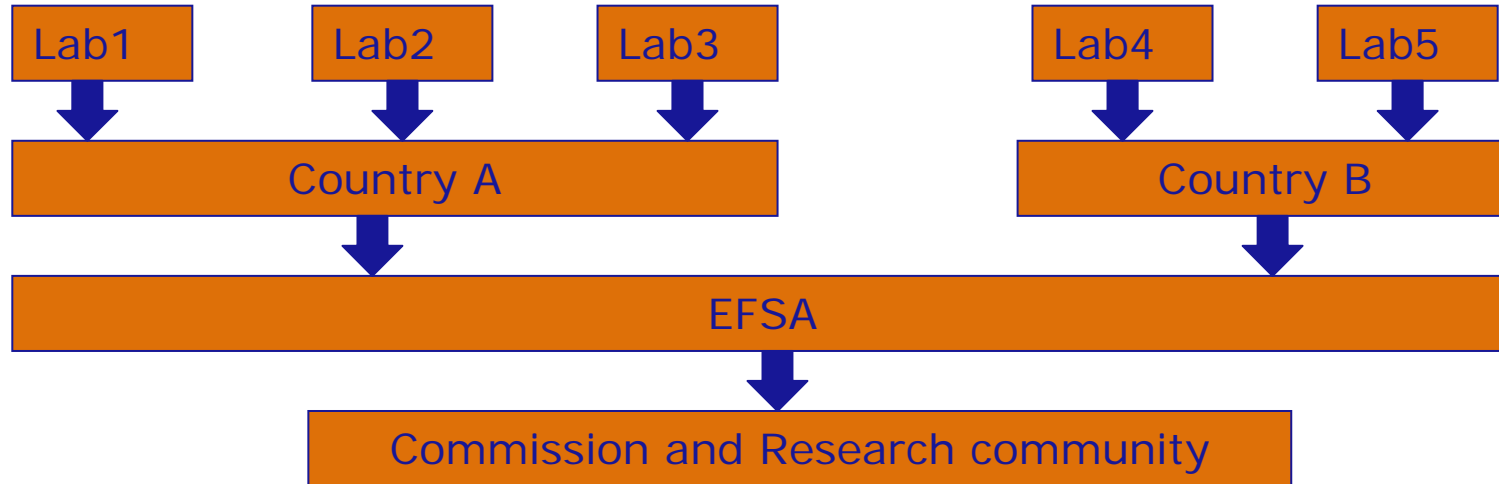 Lab1
Lab2
Lab3
Lab4
Lab5
Country A
Country B
EFSA
Commission and Research community